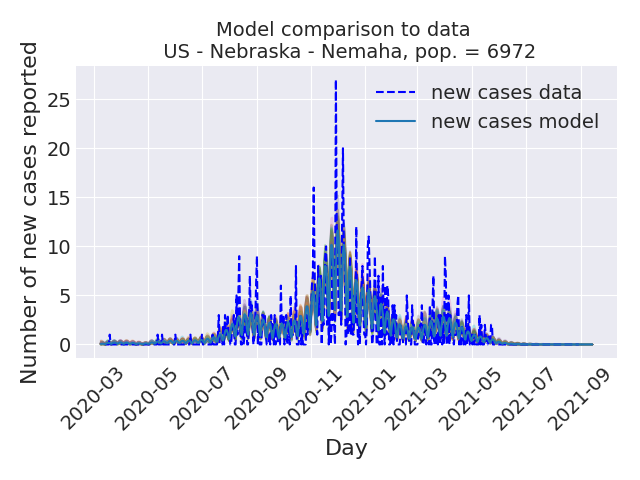 Model comparison to data
US - Nebraska - Nemaha, pop. = 6972
Number of new cases reported
25
20
15
10
5
0
new cases data
new cases model
2020-03
2020-05
2020-07
2020-09
2020-11
2021-01
2021-03
2021-05
2021-07
2021-09
Day